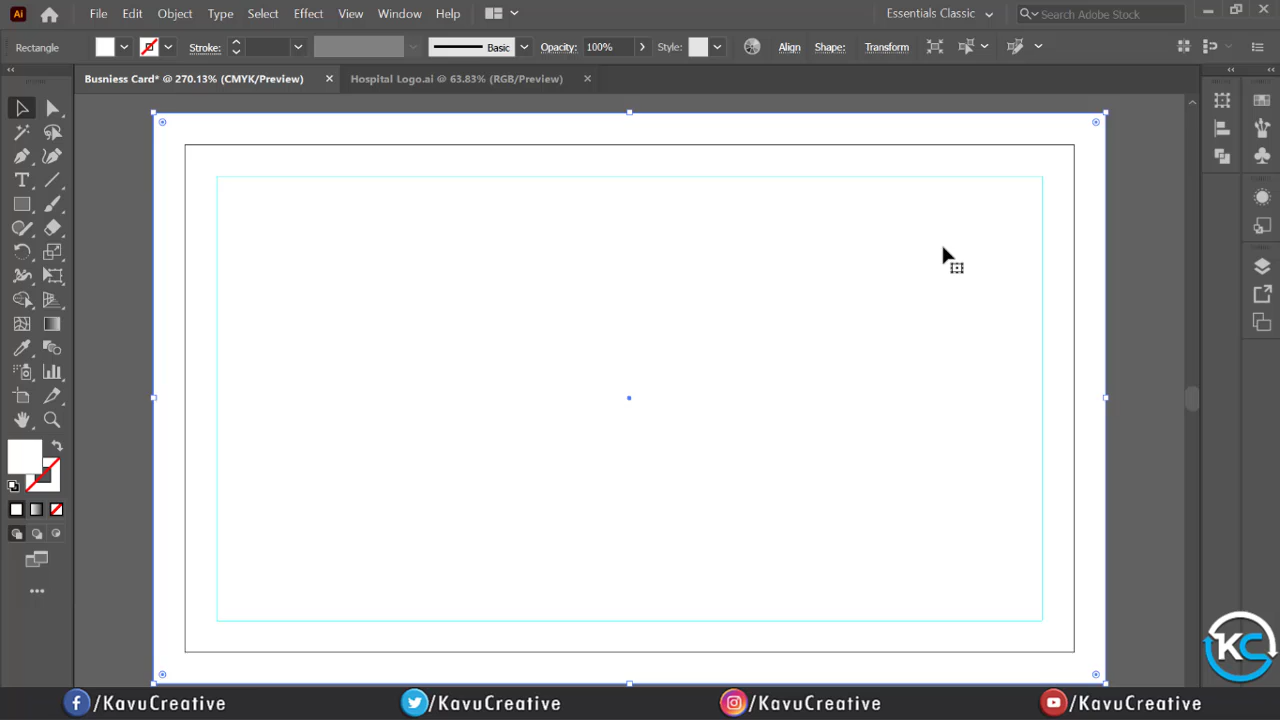 Ai File Edit Object Type Select Effect View Window Help Essentials Classic Search Adobe Stock
Rectangle Stroke: Basic Opacity: 100% Style: Align Shape: Transform
Busniess Card* @ 270.13% (CMYK/Preview) × Hospital Logo.ai @ 63.83% (RGB/Preview) ×
KC
/KavuCreative /KavuCreative /KavuCreative /KavuCreative